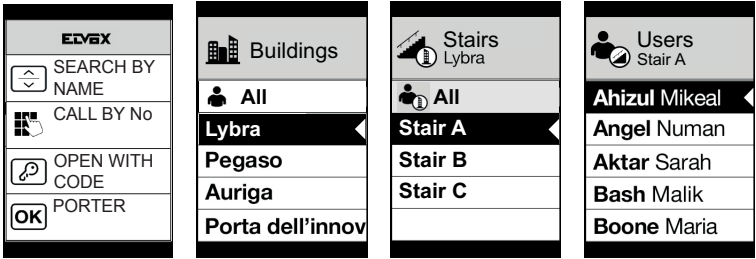 ELVOX
SEARCH BY
NAME
CALL BY No
OPEN WITH
CODE
OK PORTER
Buildings
All
Lybra
Pegaso
Auriga
Porta dell'innov
Stairs
Lybra
All
Stair A
Stair B
Stair C
Users
Stair A
Ahizul Mikeal
Angel Numan
Aktar Sarah
Bash Malik
Boone Maria